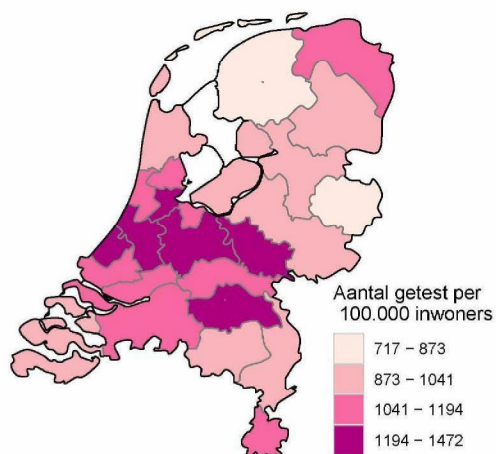 Aantal getest per
100.000 inwoners
717 – 873
873 – 1041
1041 – 1194
1194 – 1472